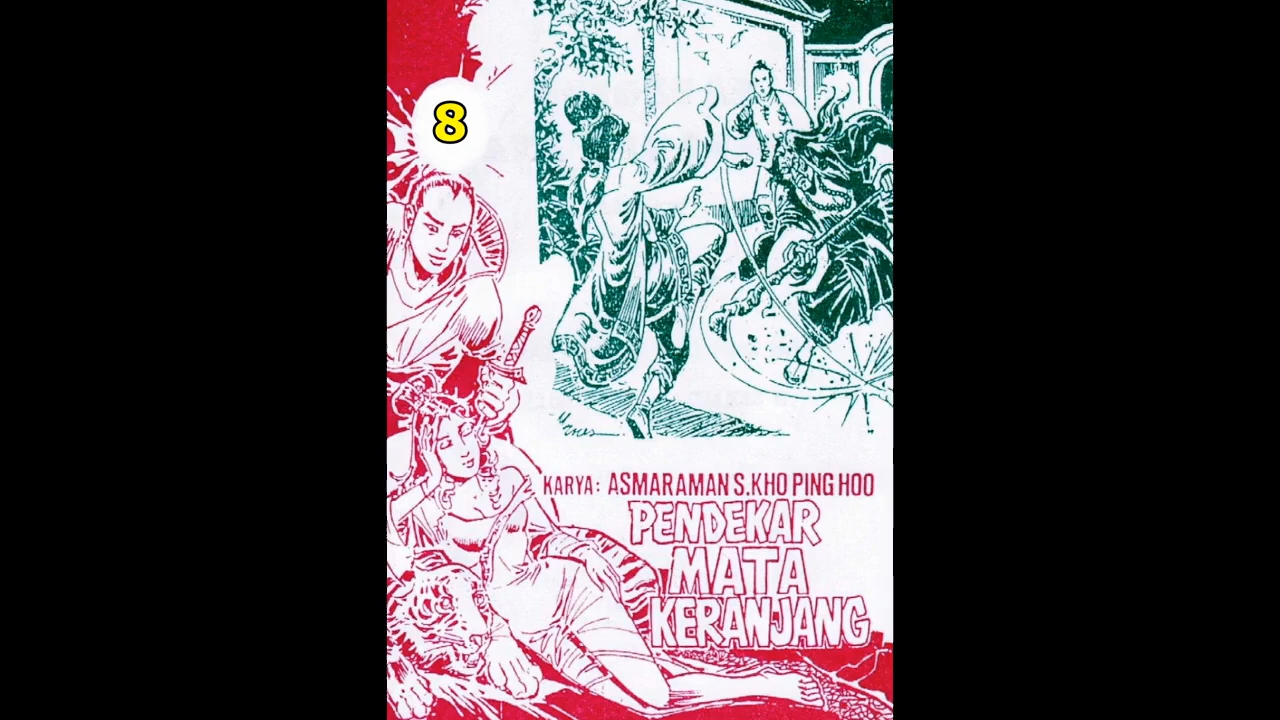 8
KARYA: ASMARAMAN S.KHO PING HOO
PENDEKAR
MATA
KERANJANG